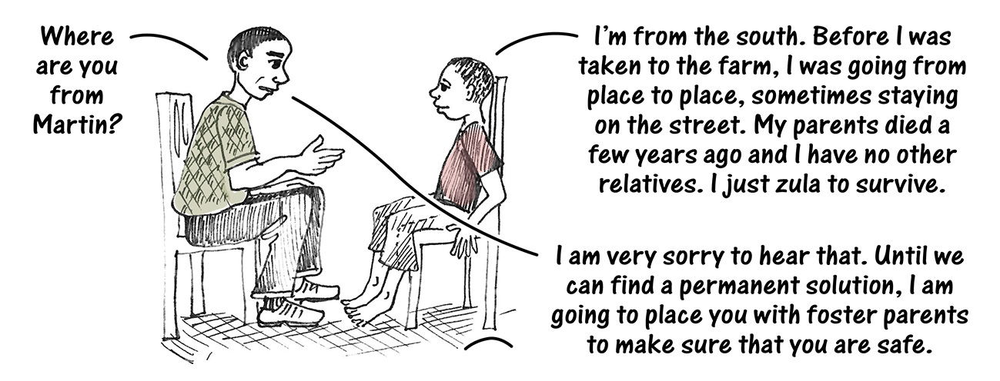 Where
are you
from
Martin?
I'm from the south. Before I was
taken to the farm, I was going from
place to place, sometimes staying
on the street. My parents died a
few years ago and I have no other
relatives. I just zula to survive.
I am very sorry to hear that. Until we
can find a permanent solution, I am
going to place you with foster parents
to make sure that you are safe.